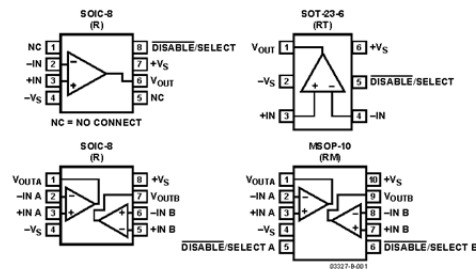 SOIC-8
(R)
NC 1
8 DISABLE/SELECT
–IN 2
7 +VS
+IN 3
6 VOUT
–VS 4
5 NC
NC = NO CONNECT
SOT-23-6
(RT)
VOUT 1
6 +VS
–VS 2
5 DISABLE/SELECT
+IN 3
4 –IN
SOIC-8
(R)
VOUTA 1
8 +VS
–IN A 2
7 VOUTB
+IN A 3
6 –IN B
–VS 4
5 +IN B
MSOP-10
(RM)
VOUTA 1
10 +VS
–IN A 2
9 VOUTB
+IN A 3
8 –IN B
–VS 4
7 +IN B
DISABLE/SELECT A 5
6 DISABLE/SELECT B
03327-B-001